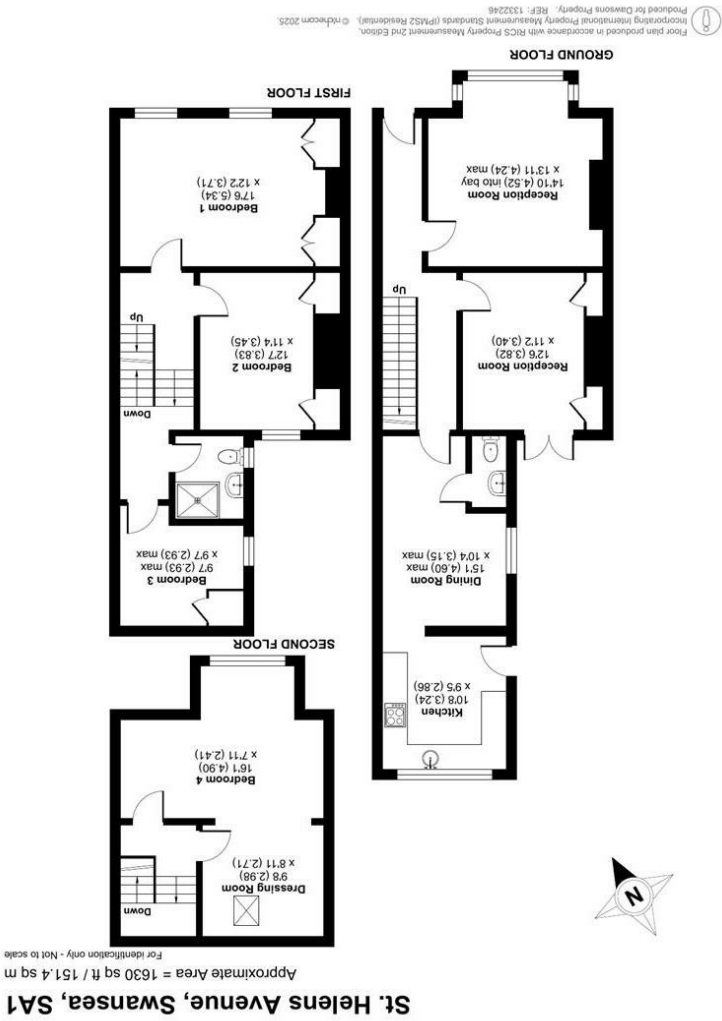 St. Helens Avenue, Swansea, SA1
Approximate Area = 1630 sq ft / 151.4 sq m
For identification only - Not to scale
N
Down
Dressing Room
9'8 (2.98)
x 8'11 (2.71)
Bedroom 4
16'1 (4.90)
x 7'11 (2.41)
SECOND FLOOR
Kitchen
10'8 (3.24)
x 9'5 (2.86)
Dining Room
15'1 (4.60) max
x 10'4 (3.15) max
Reception Room
12'6 (3.82)
x 11'2 (3.40)
Up
Reception Room
14'10 (4.52) into bay
x 13'11 (4.24) max
GROUND FLOOR
Bedroom 3
9'7 (2.93) max
x 9'7 (2.93) max
Down
Up
Bedroom 2
12'7 (3.83)
x 11'4 (3.45)
Bedroom 1
17'6 (5.34)
x 12'2 (3.71)
FIRST FLOOR
Floor plan produced in accordance with RICS Property Measurement 2nd Edition.
Incorporating International Property Measurement Standards (IPMS2 Residential). © nichecom 2025.
Produced for Dawsons Property. REF: 1332246